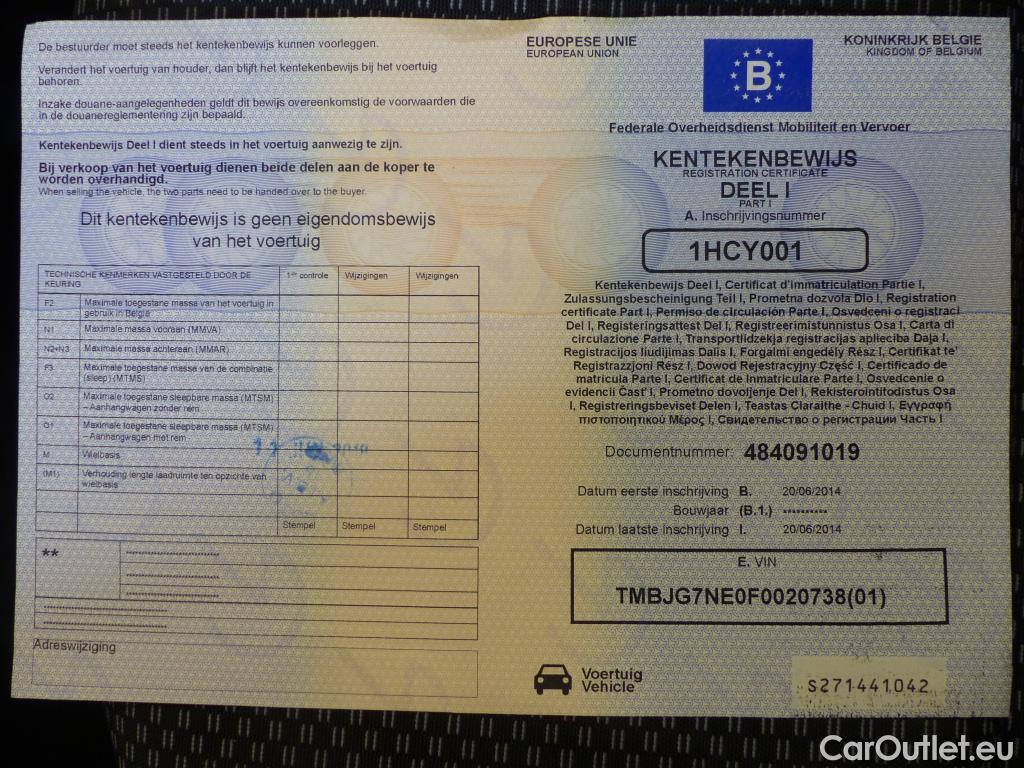 De bestuurder moet steeds het kentekenbewijs kunnen voorleggen.
Verandert het voertuig van houder, dan blijft het kentekenbewijs bij het voertuig
behoren.
Inzake douane-aangelegenheden geldt dit bewijs overeenkomstig de voorwaarden die
in de douanereglementering zijn bepaald.
Kentekenbewijs Deel I dient steeds in het voertuig aanwezig te zijn.
Bij verkoop van het voertuig dienen beide delen aan de koper te
worden overhandigd.
When selling the vehicle, the two parts need to be handed over to the buyer.
Dit kentekenbewijs is geen eigendomsbewijs
van het voertuig
TECHNISCHE KENMERKEN VASTGESTELD DOOR DE
KEURING
1ste controle Wijzigingen Wijzigingen
F2 Maximale toegestane massa van het voertuig in
gebruik in België
N1 Maximale massa vooraan (MMVA)
N2+N3 Maximale massa achteraan (MMAR)
F3 Maximale toegestane massa van de combinatie
(sleep) (MTMS)
O2 Maximale toegestane sleepbare massa (MTSM)
– Aanhangwagen zonder rem
O1 Maximale toegestane sleepbare massa (MTSM)
– Aanhangwagen met rem
M Wielbasis
(M1) Verhouding lengte laadruimte ten opzichte van
wielbasis
Stempel Stempel Stempel
**
Adreswijziging
EUROPESE UNIE
EUROPEAN UNION
B
KONINKRIJK BELGIE
KINGDOM OF BELGIUM
Federale Overheidsdienst Mobiliteit en Vervoer
KENTEKENBEWIJS
REGISTRATION CERTIFICATE
DEEL I
PART I
A. Inschrijvingsnummer
1HCY001
Kentekenbewijs Deel I, Certificat d'immatriculation Partie I,
Zulassungsbescheinigung Teil I, Prometna dozvola Dio I, Registration
certificate Part I, Permiso de circulación Parte I, Osvedceni o registraci
Del I, Registeringsattest Del I, Registreerimistunnistus Osa I, Carta di
circolazione Parte I, Transportlidzekja registracijas aplieciba Daja I,
Registracijos liudijimas Dalis I, Forgalmi engedély Rész I, Certifikat te'
Registrazzjoni Rész I, Dowod Rejestracyjny Część I, Certificado de
matricula Parte I, Certificat de Inmatriculare Partea I, Osvedcenie o
evidencii Časť I, Prometno dovoljenje Del I, Rekisterointitodistus Osa
I, Registreringsbeviset Delen I, Teastas Claraithe - Chuid I, Εγγραφή
πιστοποιητικού Μέρος I, Свидетельство о регистрации Часть I
Documentnummer: 484091019
Datum eerste inschrijving B. 20/06/2014
Bouwjaar (B.1.) **********
Datum laatste inschrijving I. 20/06/2014
E. VIN
TMBJG7NE0F0020738(01)
Voertuig
Vehicle
S271441042
CarOutlet.eu